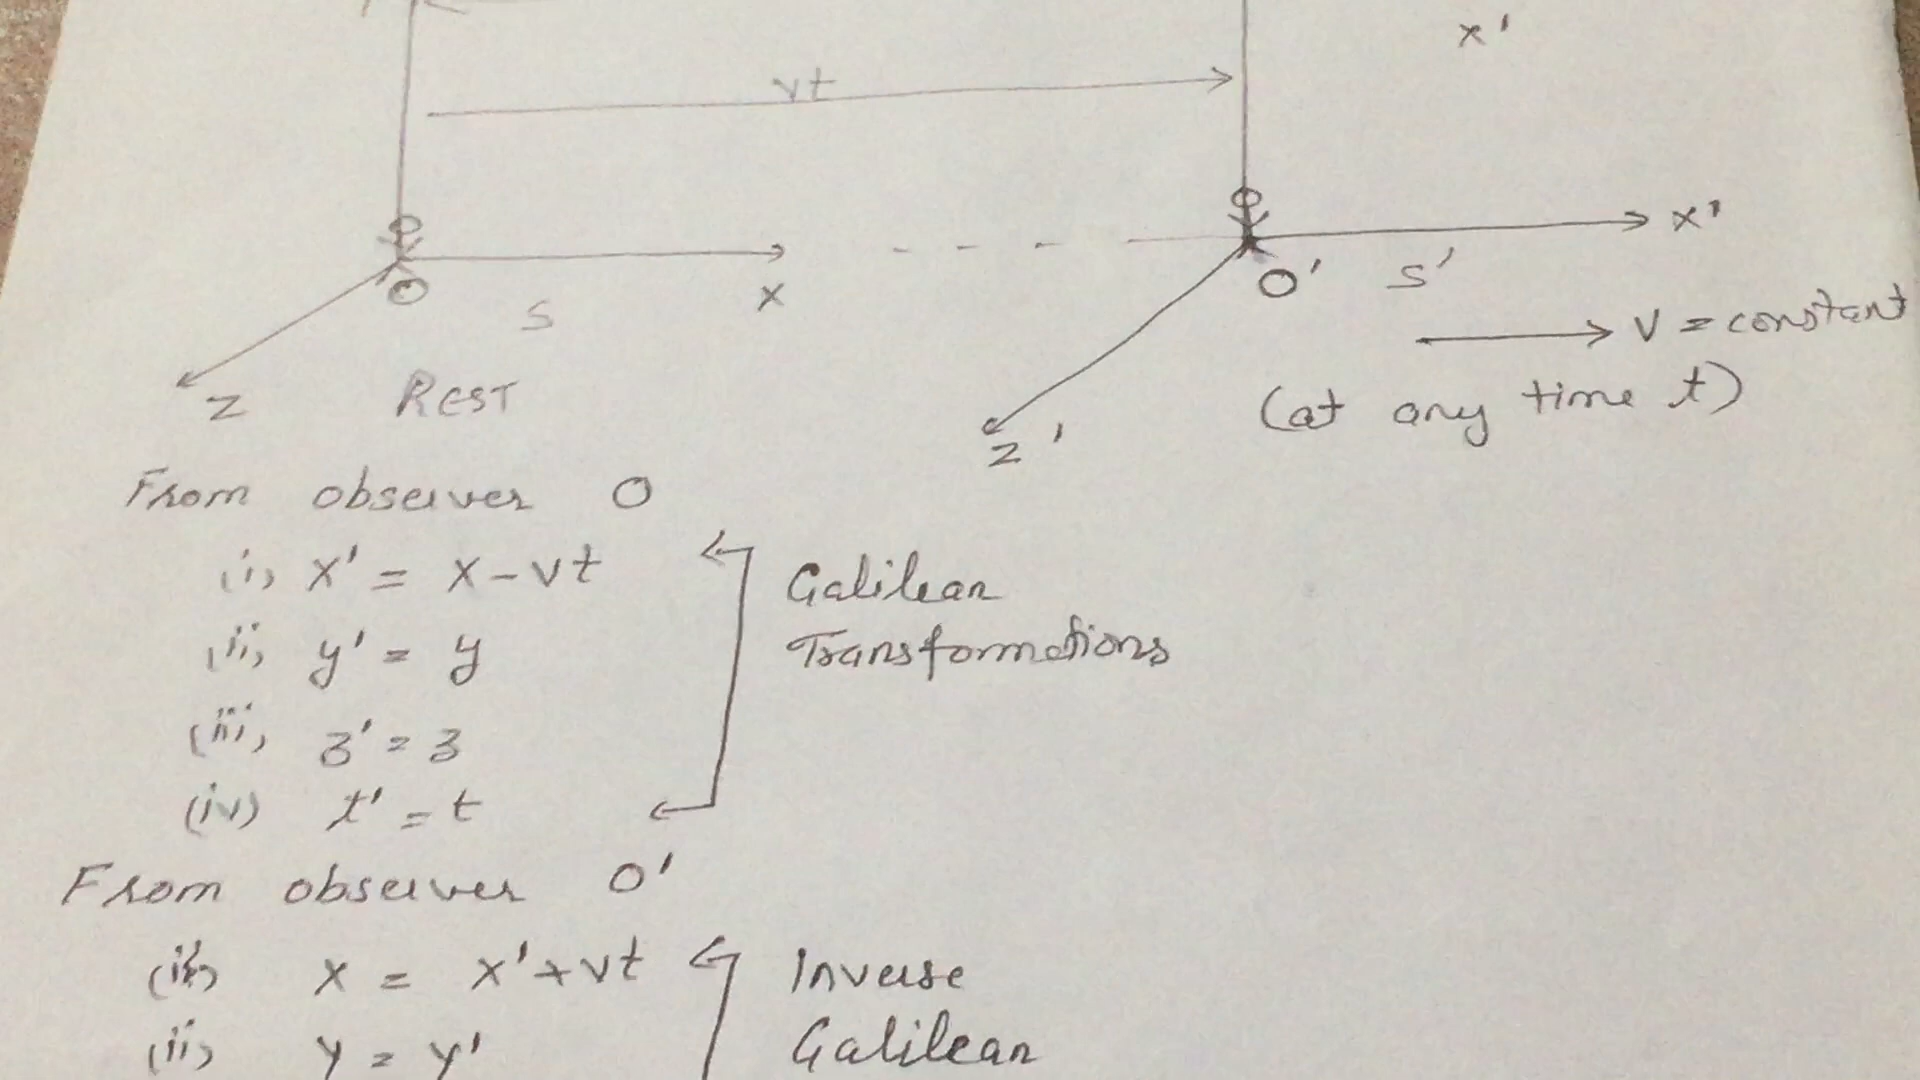 x'
vt
x'
O' S'
O
S x
V = constant
z REST
(at any time t)
z'
From observer O
(i) x' = x - vt
Galilean
(ii) y' = y
Transformations
(iii) z' = z
(iv) t' = t
From observer O'
x = x' + vt
Inverse
(ii) y = y'
Galilean